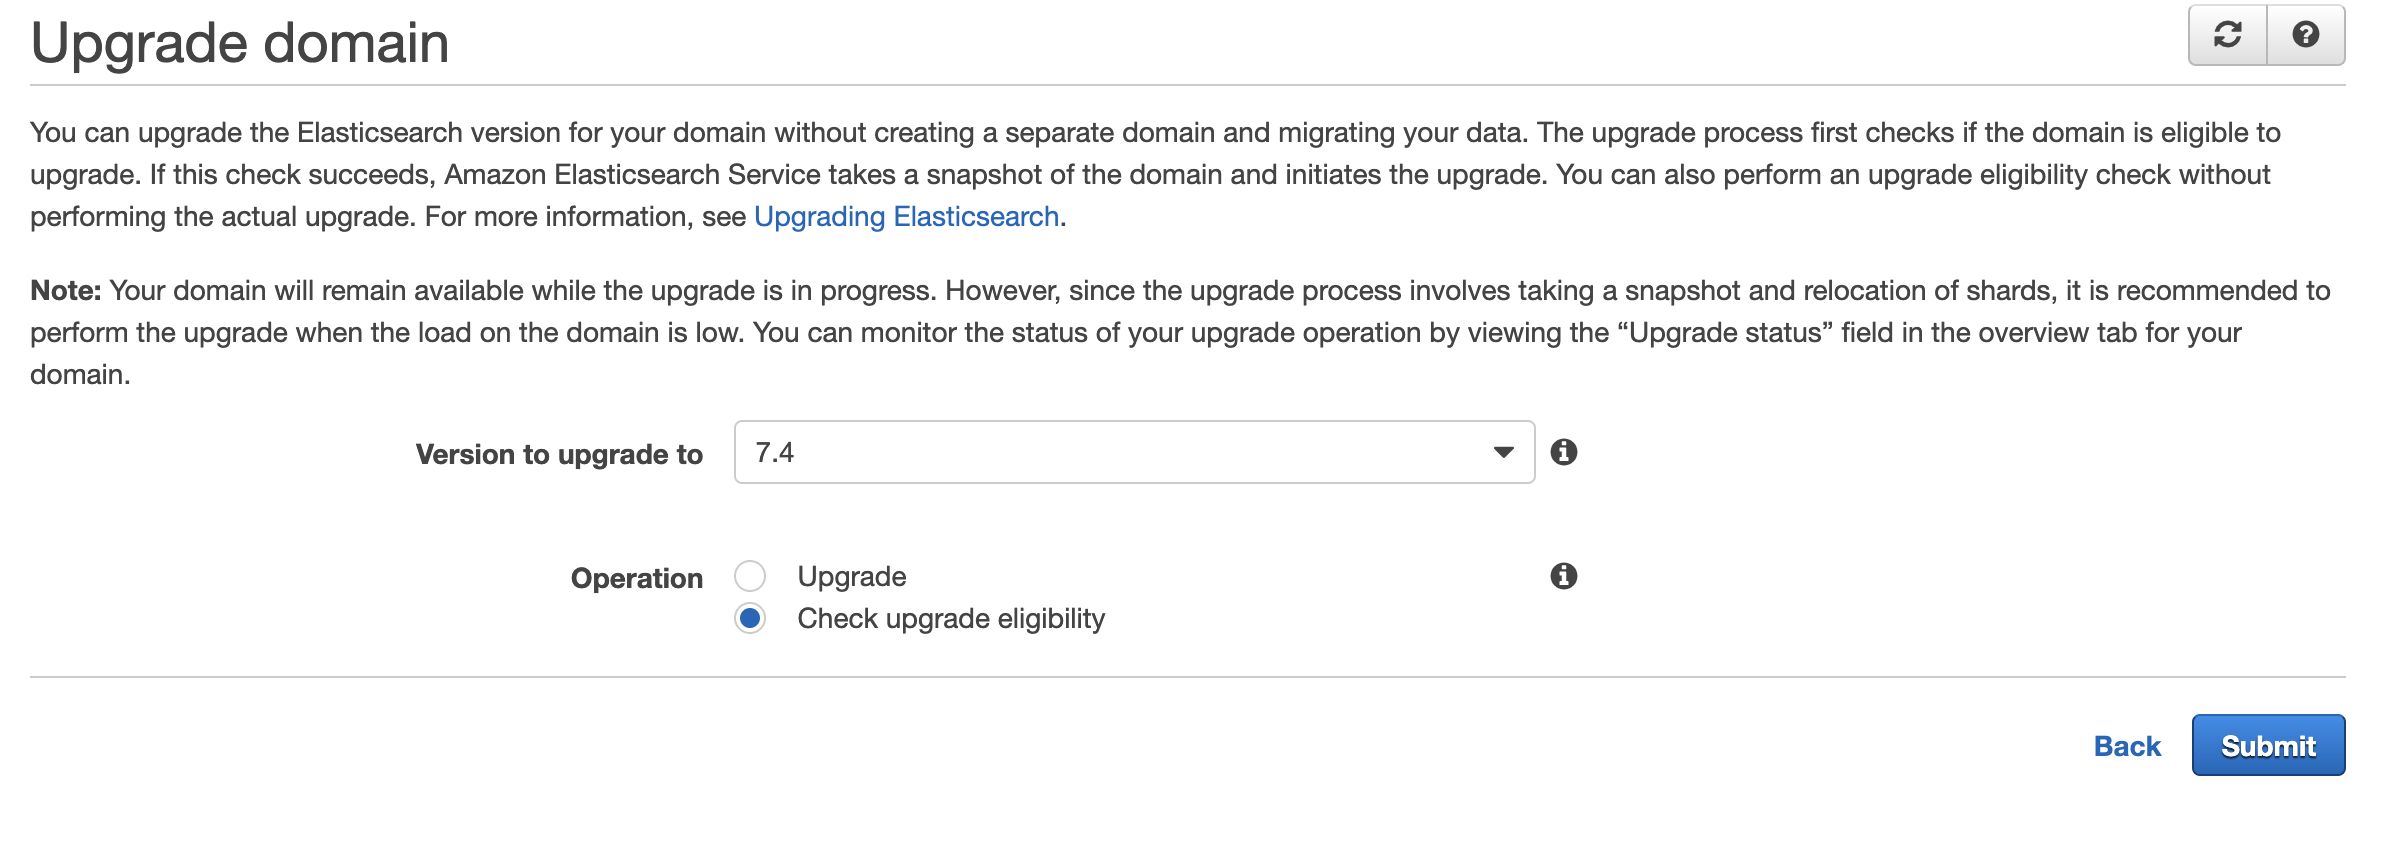 Upgrade domain
You can upgrade the Elasticsearch version for your domain without creating a separate domain and migrating your data. The upgrade process first checks if the domain is eligible to
upgrade. If this check succeeds, Amazon Elasticsearch Service takes a snapshot of the domain and initiates the upgrade. You can also perform an upgrade eligibility check without
performing the actual upgrade. For more information, see Upgrading Elasticsearch.
Note: Your domain will remain available while the upgrade is in progress. However, since the upgrade process involves taking a snapshot and relocation of shards, it is recommended to
perform the upgrade when the load on the domain is low. You can monitor the status of your upgrade operation by viewing the “Upgrade status” field in the overview tab for your
domain.
Version to upgrade to 7.4
Operation Upgrade
Check upgrade eligibility
Back Submit